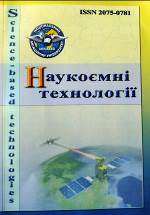 ISSN 2075-0781
Science-based technologies
Наукоємні
технології